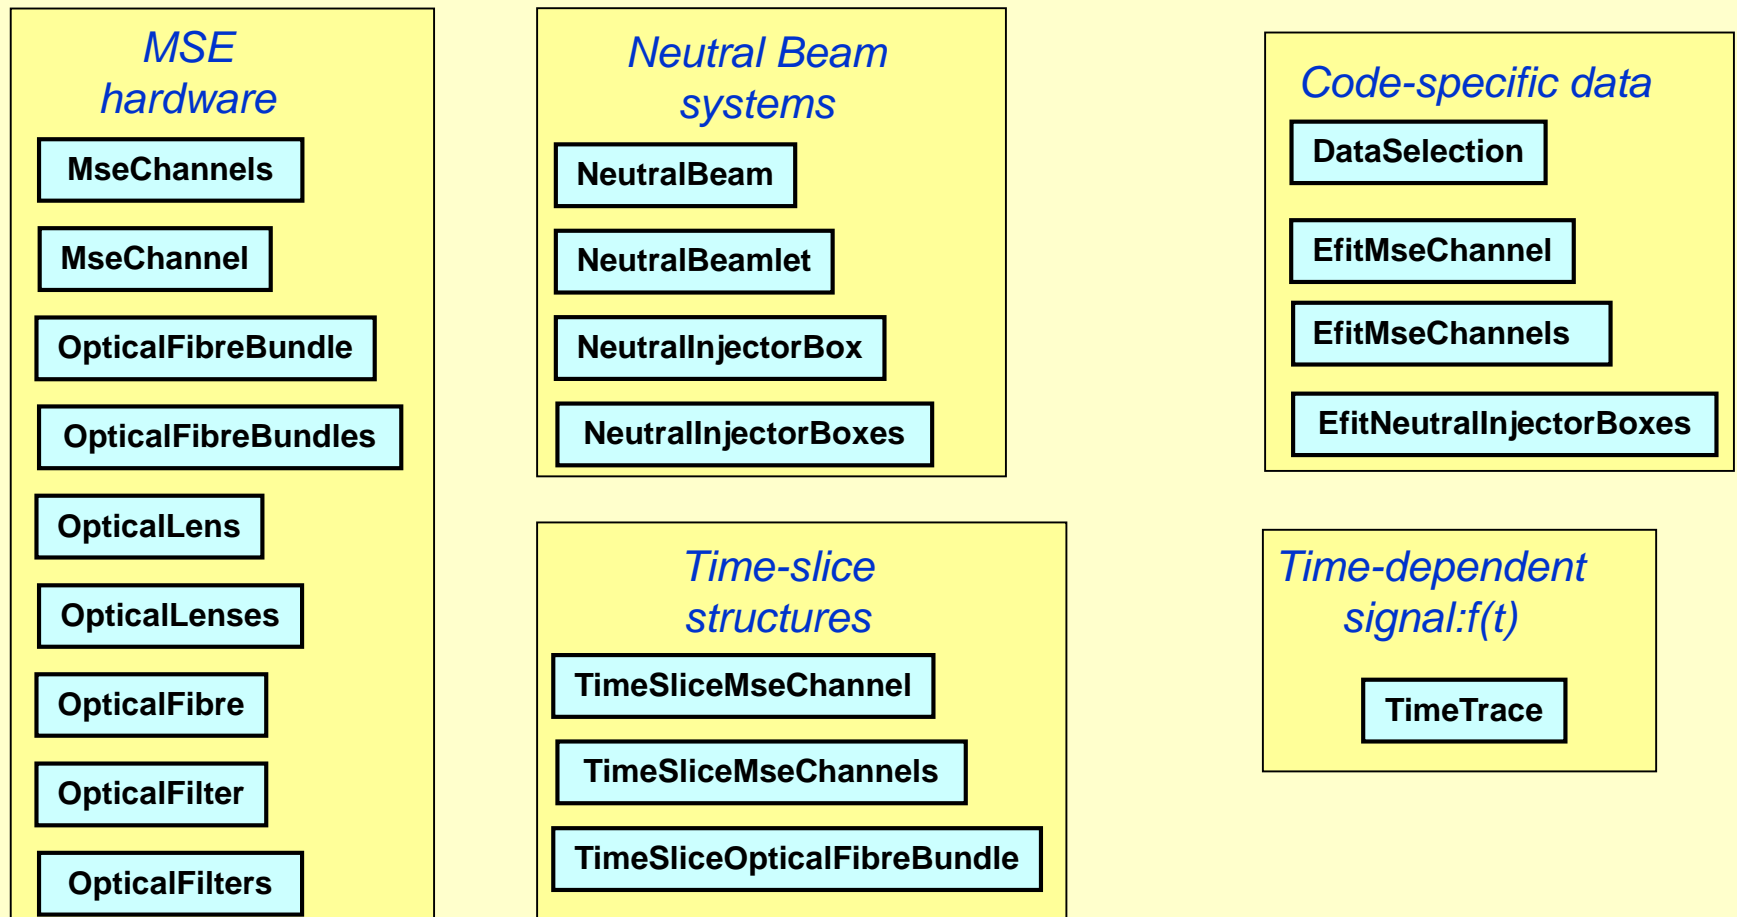 MSE
hardware
MseChannels
MseChannel
OpticalFibreBundle
OpticalFibreBundles
OpticalLens
OpticalLenses
OpticalFibre
OpticalFilter
OpticalFilters
Neutral Beam
systems
NeutralBeam
NeutralBeamlet
NeutralInjectorBox
NeutralInjectorBoxes
Time-slice
structures
TimeSliceMseChannel
TimeSliceMseChannels
TimeSliceOpticalFibreBundle
Code-specific data
DataSelection
EfitMseChannel
EfitMseChannels
EfitNeutralInjectorBoxes
Time-dependent
signal:f(t)
TimeTrace